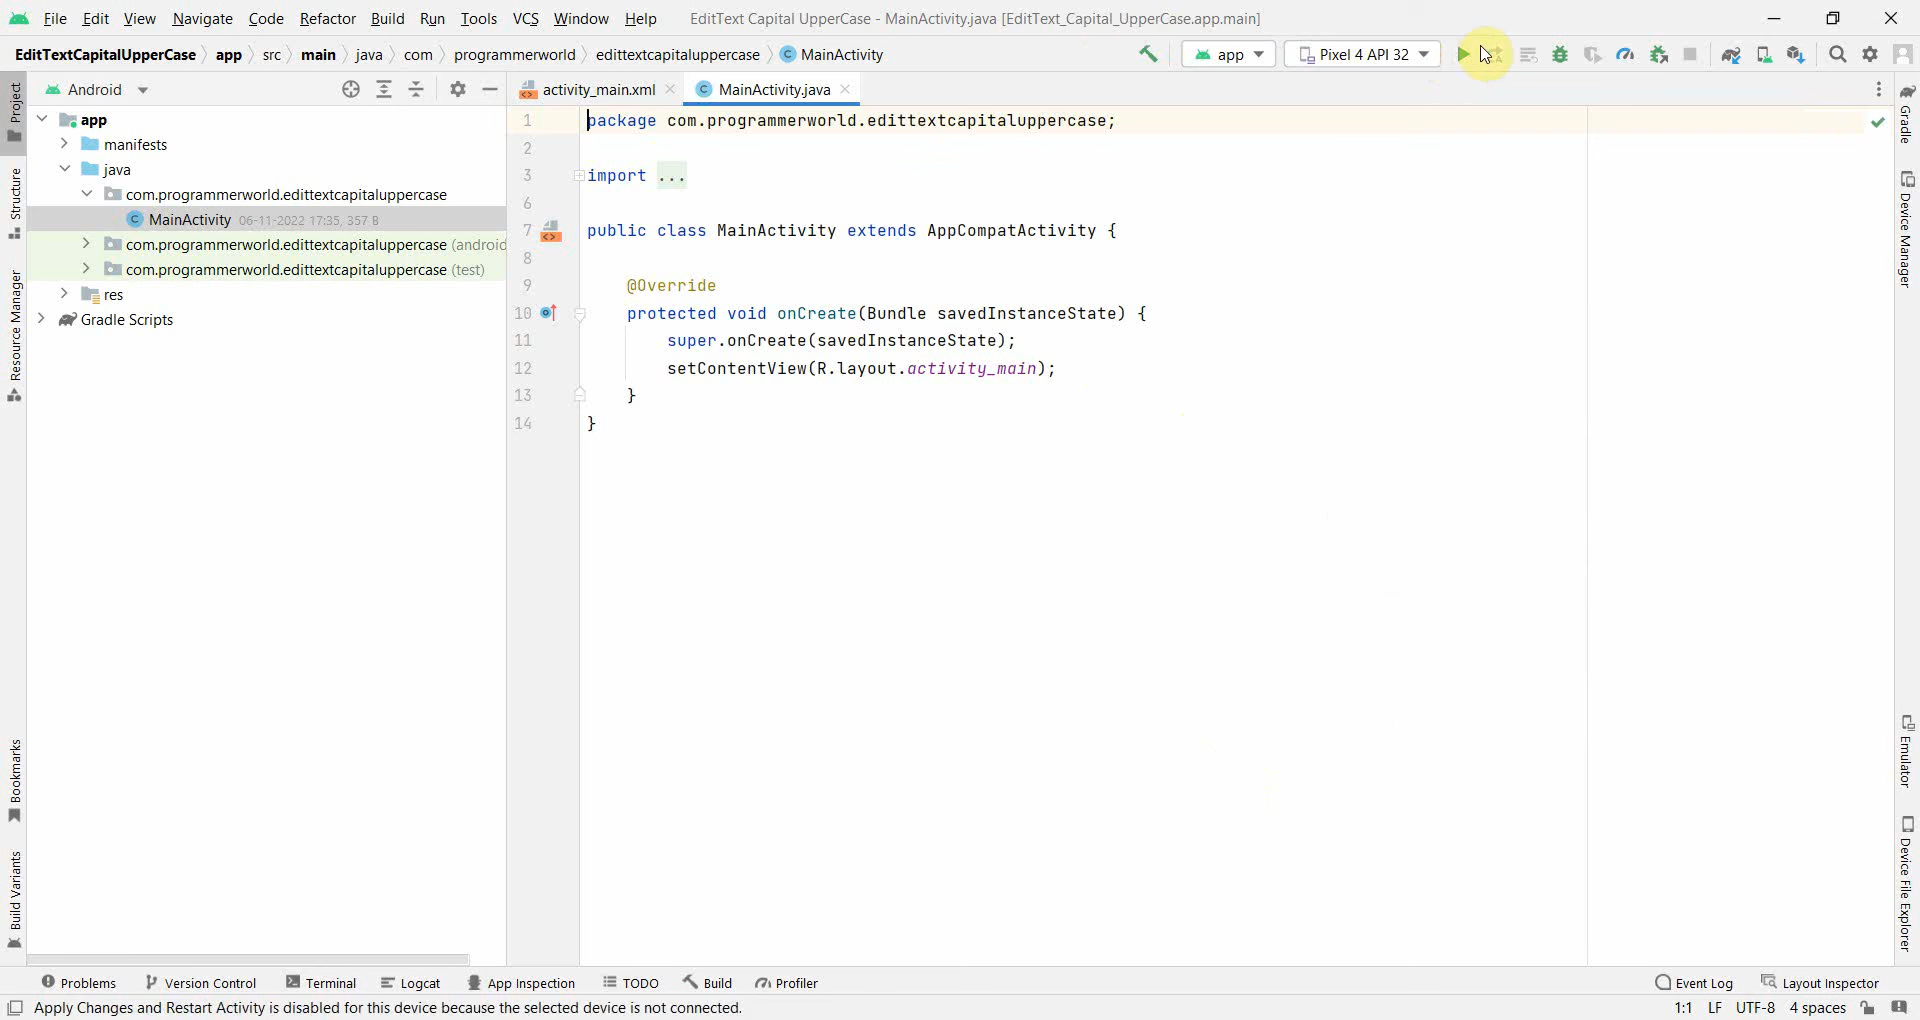 File Edit View Navigate Code Refactor Build Run Tools VCS Window Help EditText Capital UpperCase - MainActivity.java [EditText_Capital_UpperCase.app.main]
EditTextCapitalUpperCase app src main java com programmerworld edittextcapitaluppercase MainActivity app Pixel 4 API 32
Project
Structure
Resource Manager
Bookmarks
Build Variants
Android
app
manifests
java
com.programmerworld.edittextcapitaluppercase
MainActivity 06-11-2022 17:35, 357 B
com.programmerworld.edittextcapitaluppercase (android
com.programmerworld.edittextcapitaluppercase (test)
res
Gradle Scripts
activity_main.xml MainActivity.java
1 package com.programmerworld.edittextcapitaluppercase;
2
3 import ...
6
7 public class MainActivity extends AppCompatActivity {
8
9 @Override
10 protected void onCreate(Bundle savedInstanceState) {
11 super.onCreate(savedInstanceState);
12 setContentView(R.layout.activity_main);
13 }
14 }
Gradle
Device Manager
Emulator
Device File Explorer
Problems Version Control Terminal Logcat App Inspection TODO Build Profiler Event Log Layout Inspector
Apply Changes and Restart Activity is disabled for this device because the selected device is not connected. 1:1 LF UTF-8 4 spaces